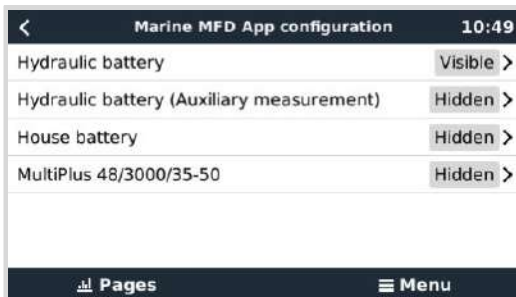 Marine MFD App configuration 10:49
Hydraulic battery Visible
Hydraulic battery (Auxiliary measurement) Hidden
House battery Hidden
MultiPlus 48/3000/35-50 Hidden
Pages Menu